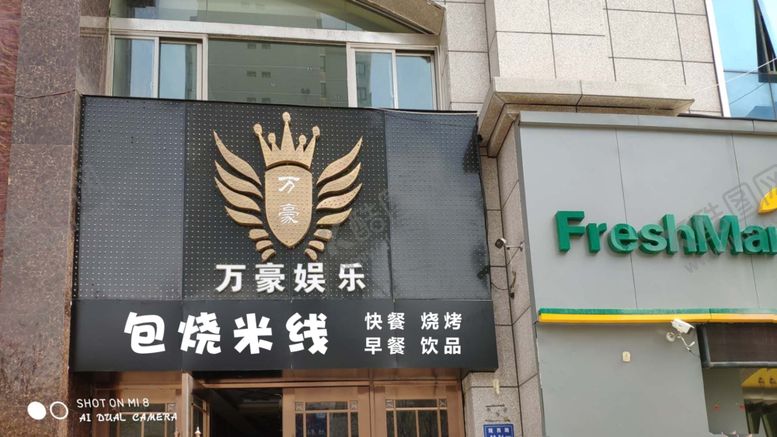 万豪
万豪娱乐
包烧米线
快餐 烧烤
早餐 饮品
FreshMa
SHOT ON MI 8
AI DUAL CAMERA